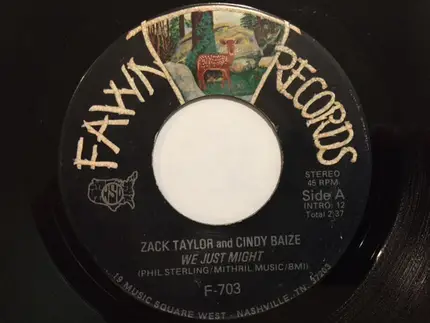 FAWN RECORDS
STEREO
45 RPM
Side A
INTRO: 12
Total 2:37
ZACK TAYLOR and CINDY BAIZE
WE JUST MIGHT
(PHIL STERLING/MITHRIL MUSIC/BMI)
F-703
19 MUSIC SQUARE WEST - NASHVILLE, TN. 37203